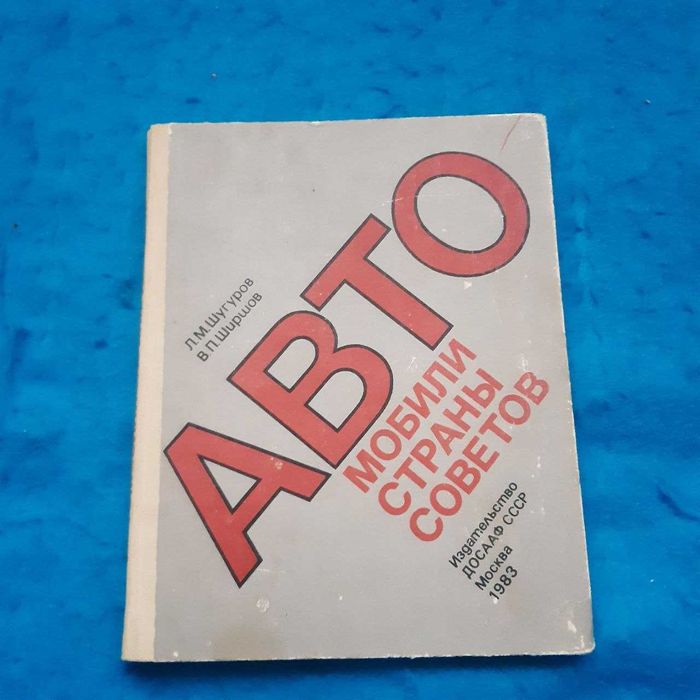 Л.М.Шугуров
В.П.Ширшов
АВТО
МОБИЛИ
СТРАНЫ
СОВЕТОВ
Издательство
ДОСААФ СССР
Москва
1983